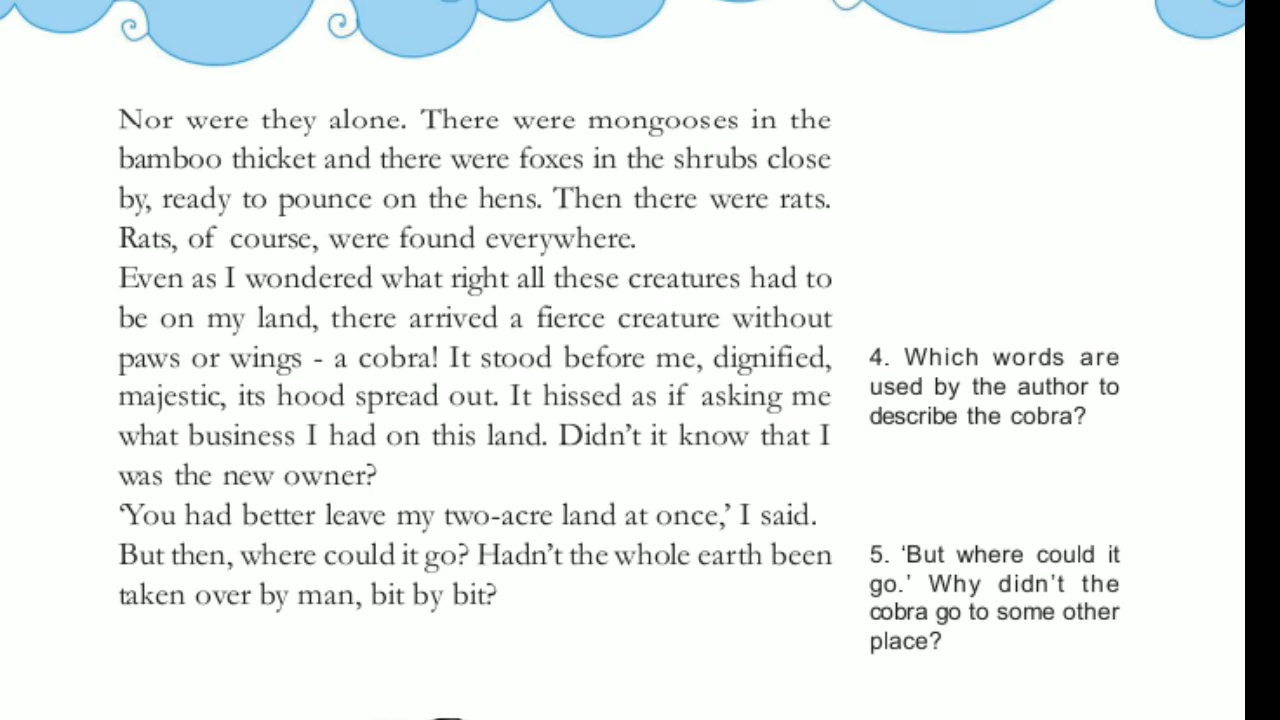 Nor were they alone. There were mongooses in the
bamboo thicket and there were foxes in the shrubs close
by, ready to pounce on the hens. Then there were rats.
Rats, of course, were found everywhere.
Even as I wondered what right all these creatures had to
be on my land, there arrived a fierce creature without
paws or wings - a cobra! It stood before me, dignified,
majestic, its hood spread out. It hissed as if asking me
what business I had on this land. Didn’t it know that I
was the new owner?
‘You had better leave my two-acre land at once,’ I said.
But then, where could it go? Hadn’t the whole earth been
taken over by man, bit by bit?
4. Which words are
used by the author to
describe the cobra?
5. ‘But where could it
go.’ Why didn’t the
cobra go to some other
place?